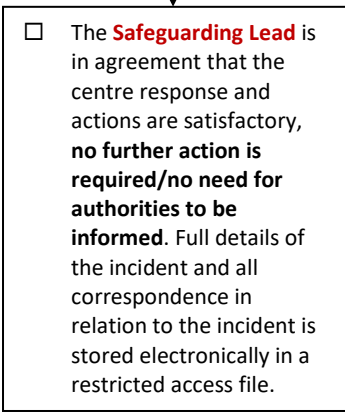 ☐ The Safeguarding Lead is
in agreement that the
centre response and
actions are satisfactory,
no further action is
required/no need for
authorities to be
informed. Full details of
the incident and all
correspondence in
relation to the incident is
stored electronically in a
restricted access file.